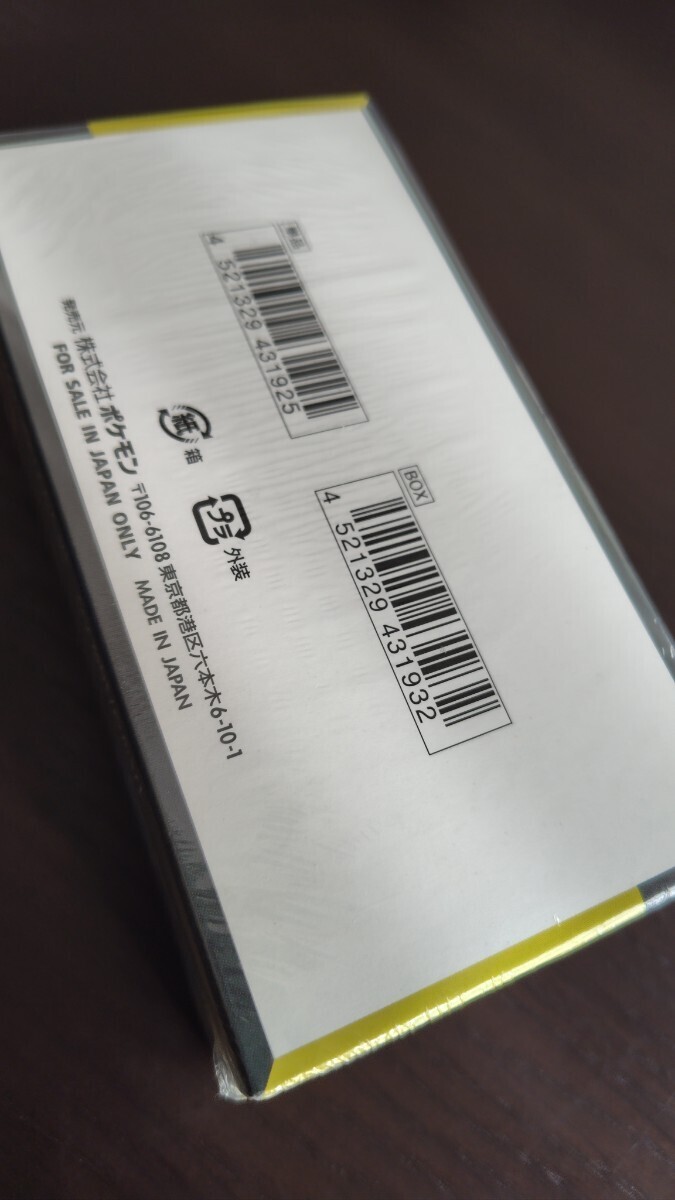 単品
4 521329 431925
BOX
4 521329 431932
紙 箱
プラ 外装
発売元 株式会社 ポケモン 〒106-6108 東京都港区六本木6-10-1
FOR SALE IN JAPAN ONLY MADE IN JAPAN